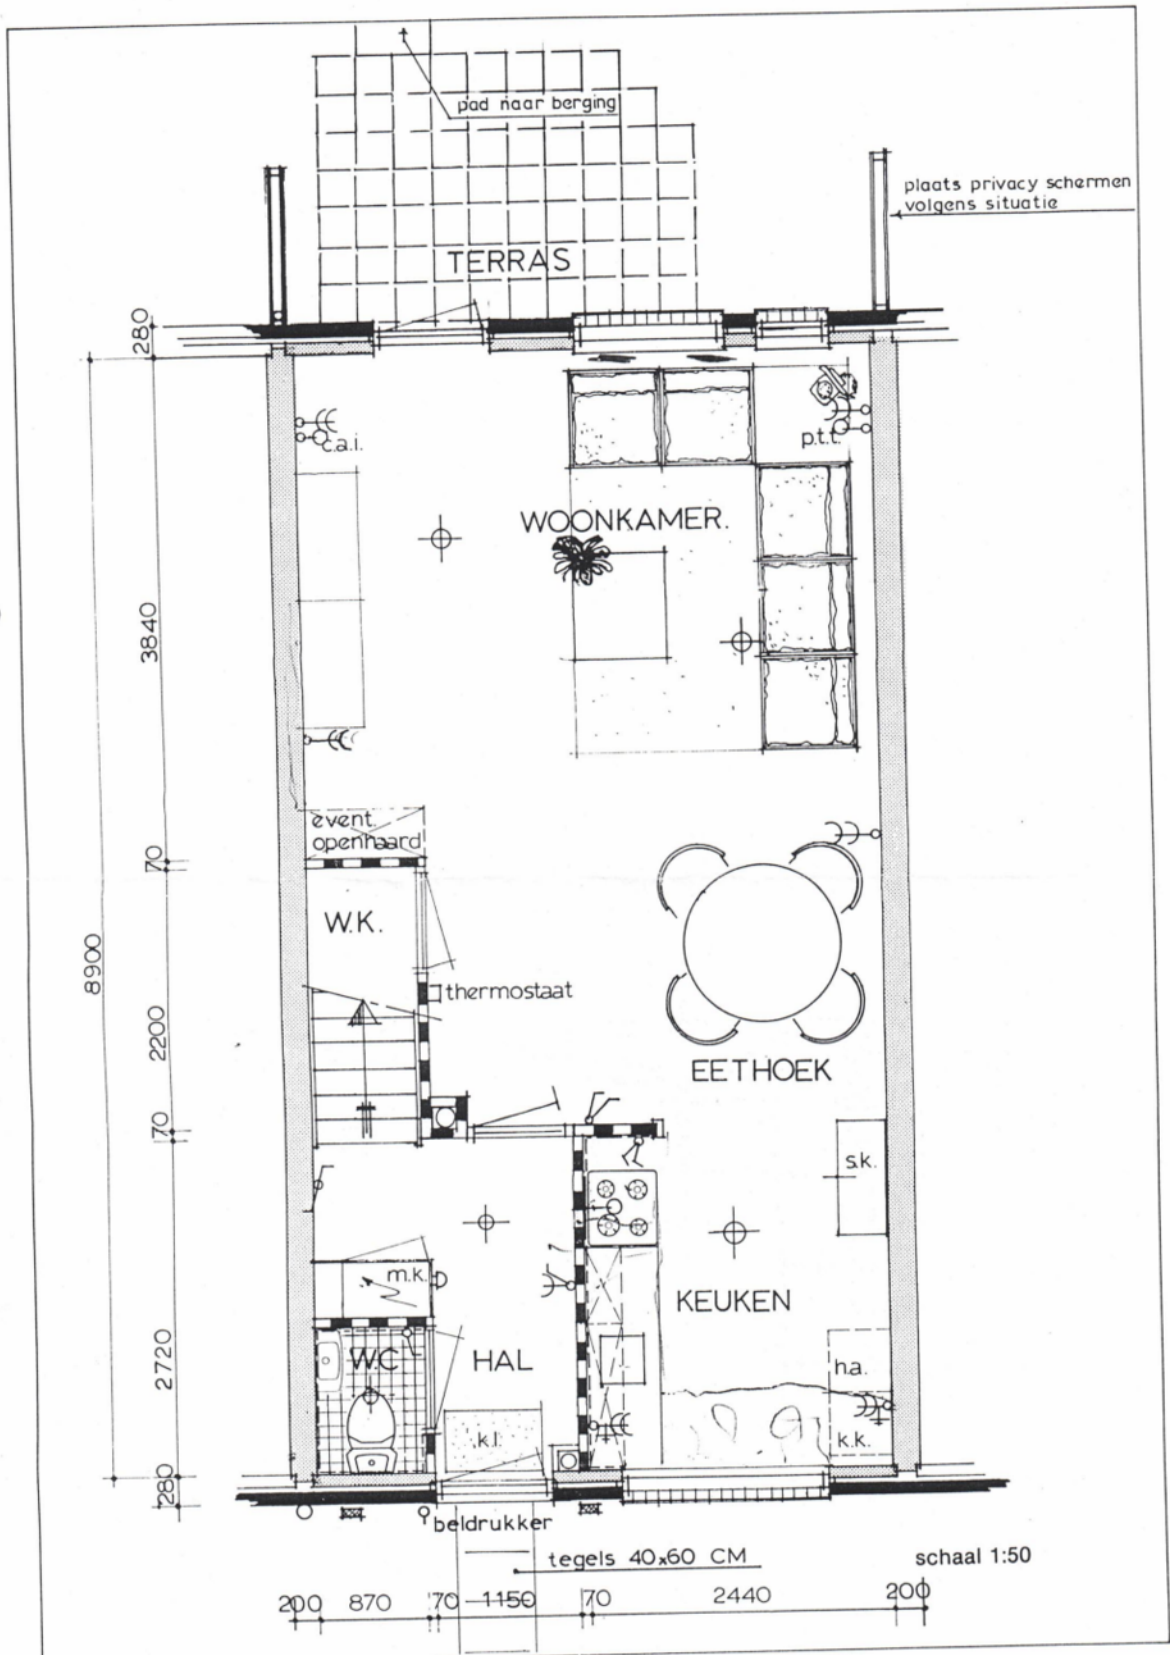 pad naar berging
plaats privacy schermen
volgens situatie
TERRAS
280
c.a.i.
p.t.t.
WOONKAMER.
3840
event.
openhaard
70
W.K.
8900
thermostaat
2200
EETHOEK
70
s.k.
m.k.
KEUKEN
2720
WC
HAL
h.a.
k.l.
k.k.
280
beldrukker
tegels 40x60 CM
schaal 1:50
200 870 70 1150 70 2440 200